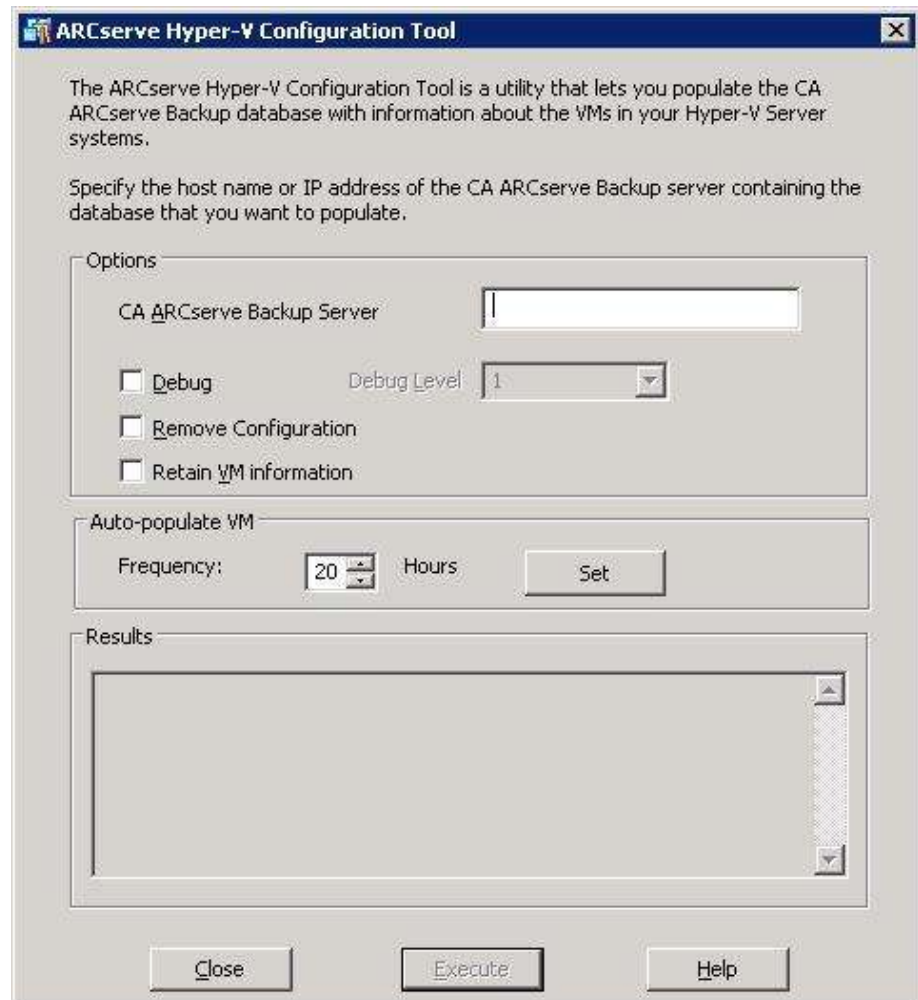 ARCserve Hyper-V Configuration Tool
The ARCserve Hyper-V Configuration Tool is a utility that lets you populate the CA
ARCserve Backup database with information about the VMs in your Hyper-V Server
systems.
Specify the host name or IP address of the CA ARCserve Backup server containing the
database that you want to populate.
Options
CA ARCserve Backup Server
Debug Debug Level 1
Remove Configuration
Retain VM information
Auto-populate VM
Frequency: 20 Hours Set
Results
Close Execute Help